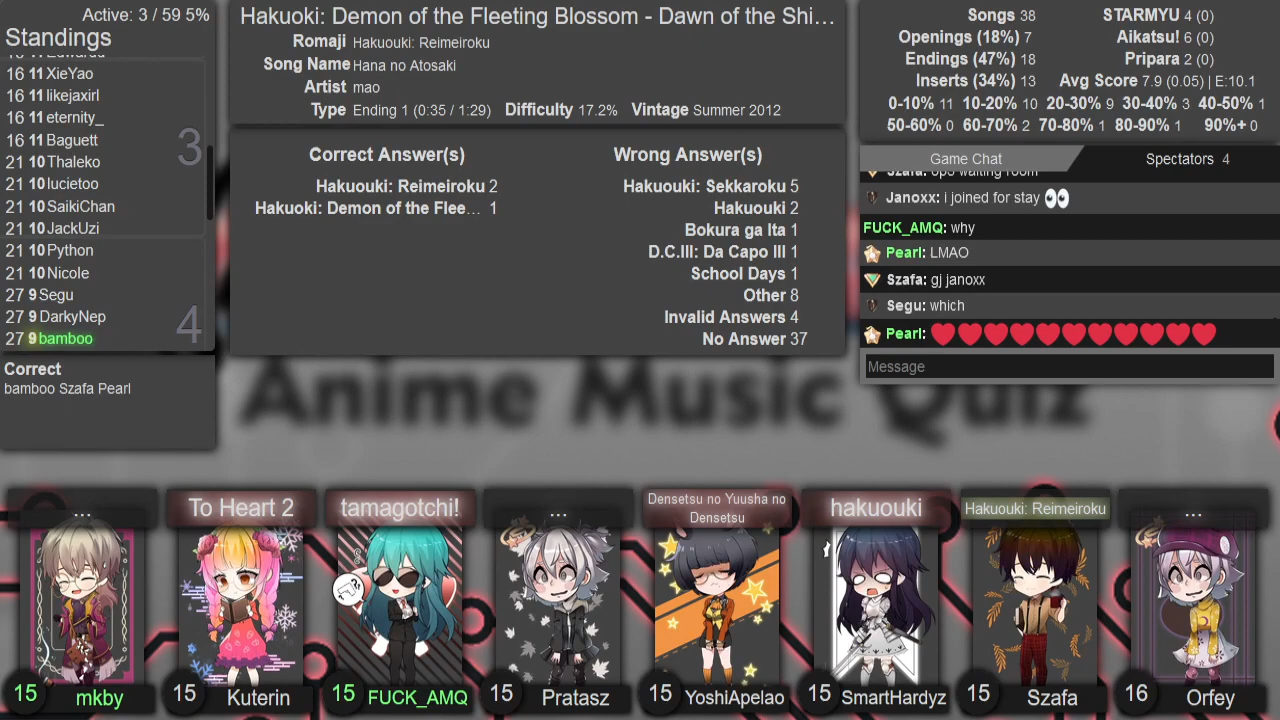 Active: 3 / 59 5%
Standings
16 11 XieYao
16 11 likejaxirl
16 11 eternity_
16 11 Baguett
21 10 Thaleko
21 10 lucietoo
21 10 SaikiChan
21 10 JackUzi
21 10 Python
21 10 Nicole
27 9 Segu
27 9 DarkyNep
27 9 bamboo
3
4
Correct
bamboo Szafa Pearl
Hakuoki: Demon of the Fleeting Blossom - Dawn of the Shi…
Romaji Hakuouki: Reimeiroku
Song Name Hana no Atosaki
Artist mao
Type Ending 1 (0:35 / 1:29) Difficulty 17.2% Vintage Summer 2012
Correct Answer(s)
Hakuouki: Reimeiroku 2
Hakuoki: Demon of the Flee… 1
Wrong Answer(s)
Hakuouki: Sekkaroku 5
Hakuouki 2
Bokura ga Ita 1
D.C.III: Da Capo III 1
School Days 1
Other 8
Invalid Answers 4
No Answer 37
Songs 38 STARMYU 4 (0)
Openings (18%) 7 Aikatsu! 6 (0)
Endings (47%) 18 Pripara 2 (0)
Inserts (34%) 13 Avg Score 7.9 (0.05) | E:10.1
0-10% 11 10-20% 10 20-30% 9 30-40% 3 40-50% 1
50-60% 0 60-70% 2 70-80% 1 80-90% 1 90%+ 0
Game Chat Spectators 4
Szafa: ops waiting room
Janoxx: i joined for stay 👀
FUCK_AMQ: why
Pearl: LMAO
Szafa: gj janoxx
Segu: which
Pearl: ❤❤❤❤❤❤❤❤❤❤❤
Message
Anime Music Quiz
...
To Heart 2
tamagotchi!
...
Densetsu no Yuusha no
Densetsu
hakuouki
Hakuouki: Reimeiroku
...
15 mkby
15 Kuterin
15 FUCK_AMQ
15 Pratasz
15 YoshiApelao
15 SmartHardyz
15 Szafa
16 Orfey